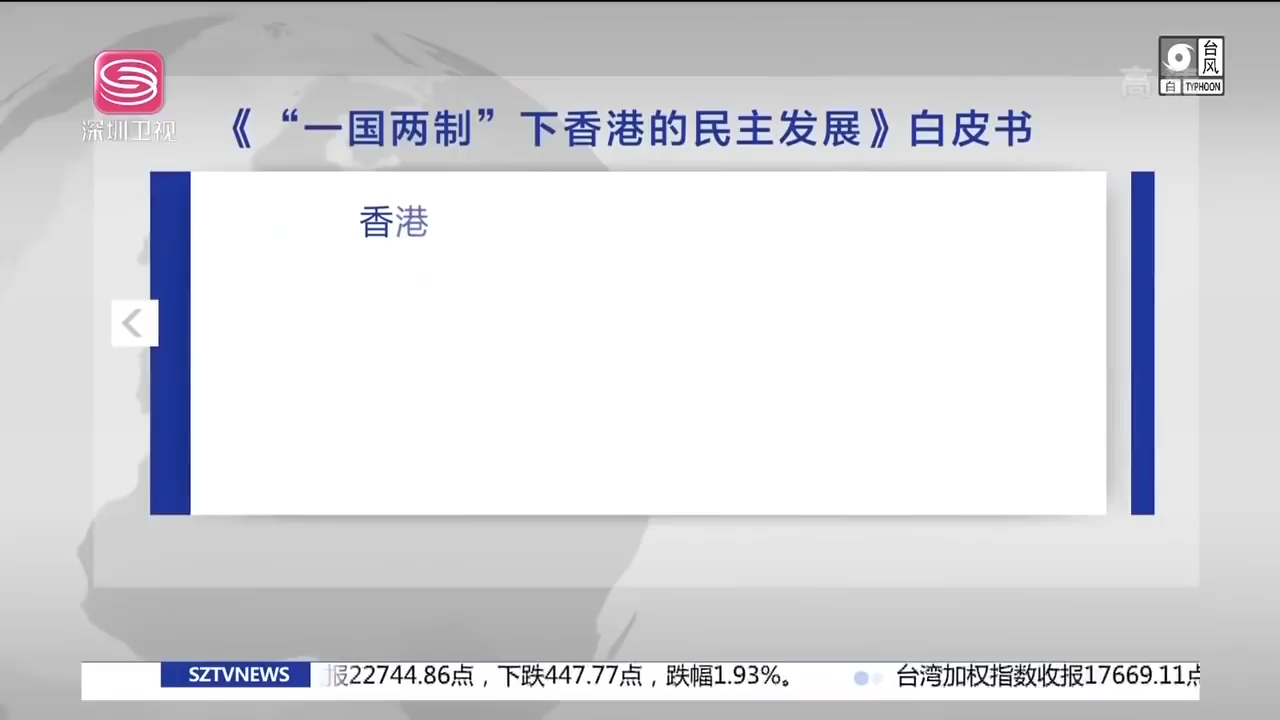 深圳卫视
高清
台风
白 TYPHOON
《“一国两制”下香港的民主发展》白皮书
香港
SZTVNEWS 报22744.86点，下跌447.77点，跌幅1.93%。 台湾加权指数收报17669.11点